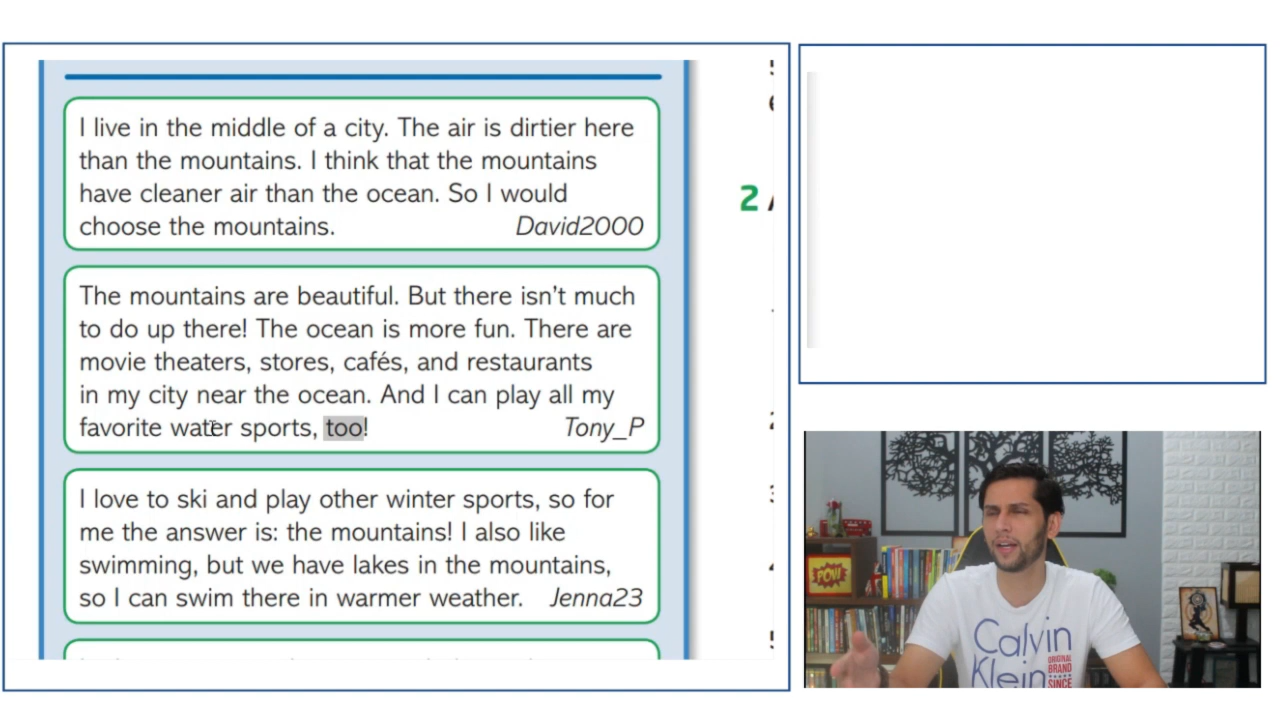 I live in the middle of a city. The air is dirtier here
than the mountains. I think that the mountains
have cleaner air than the ocean. So I would
choose the mountains. David2000
The mountains are beautiful. But there isn't much
to do up there! The ocean is more fun. There are
movie theaters, stores, cafés, and restaurants
in my city near the ocean. And I can play all my
favorite water sports, too! Tony_P
I love to ski and play other winter sports, so for
me the answer is: the mountains! I also like
swimming, but we have lakes in the mountains,
so I can swim there in warmer weather. Jenna23
2
POW
Calvin
Klein
ORIGINAL
BRAND
SINCE